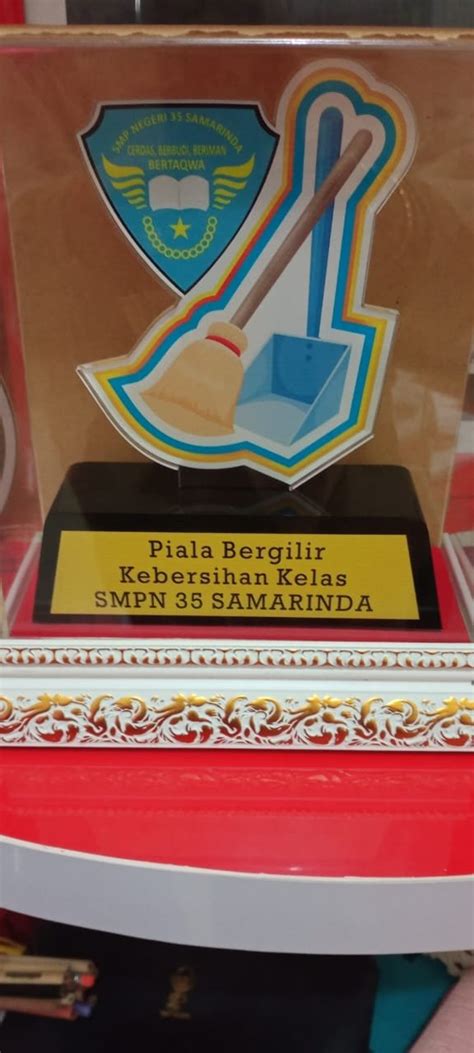 SMP NEGERI 35 SAMARINDA
CERDAS, BERBUDI, BERIMAN
BERTAQWA
Piala Bergilir
Kebersihan Kelas
SMPN 35 SAMARINDA